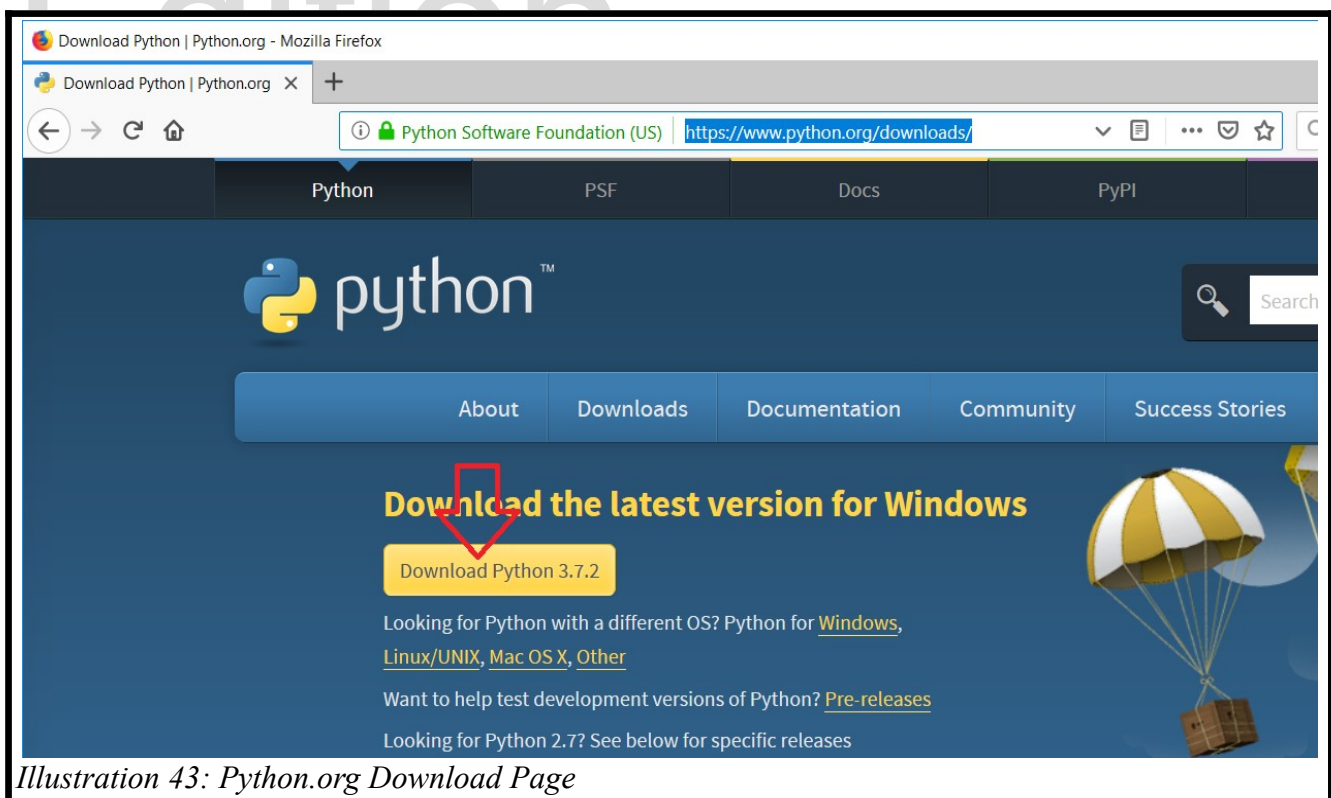 Edition
Download Python | Python.org - Mozilla Firefox
Download Python | Python.org
Python Software Foundation (US) https://www.python.org/downloads/
Python PSF Docs PyPI
python™
Search
About Downloads Documentation Community Success Stories
Download the latest version for Windows
Download Python 3.7.2
Looking for Python with a different OS? Python for Windows,
Linux/UNIX, Mac OS X, Other
Want to help test development versions of Python? Pre-releases
Looking for Python 2.7? See below for specific releases
Illustration 43: Python.org Download Page